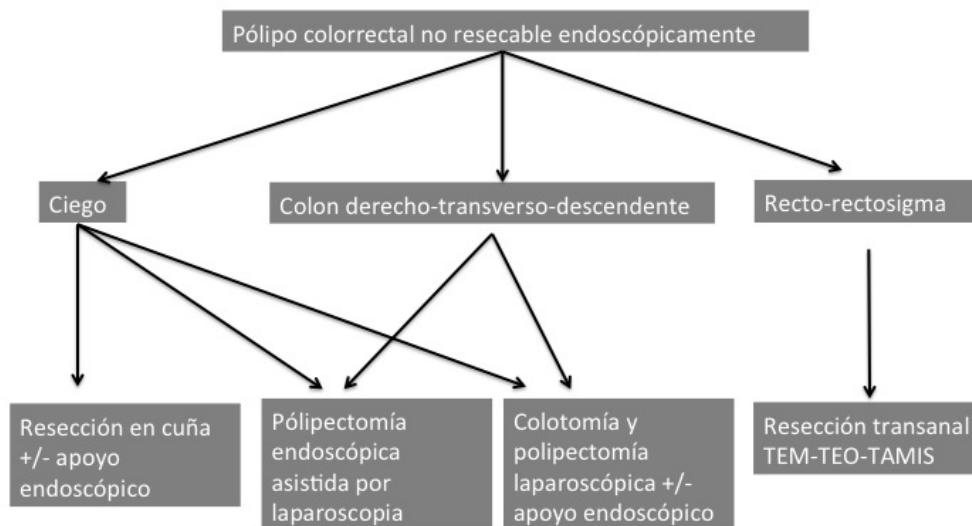 Pólipo colorrectal no resecable endoscópicamente
Ciego
Colon derecho-transverso-descendente
Recto-rectosigma
Resección en cuña
+/- apoyo
endoscópico
Pólipectomía
endoscópica
asistida por
laparoscopia
Colotomía y
polipectomía
laparoscópica +/-
apoyo endoscópico
Resección transanal
TEM-TEO-TAMIS